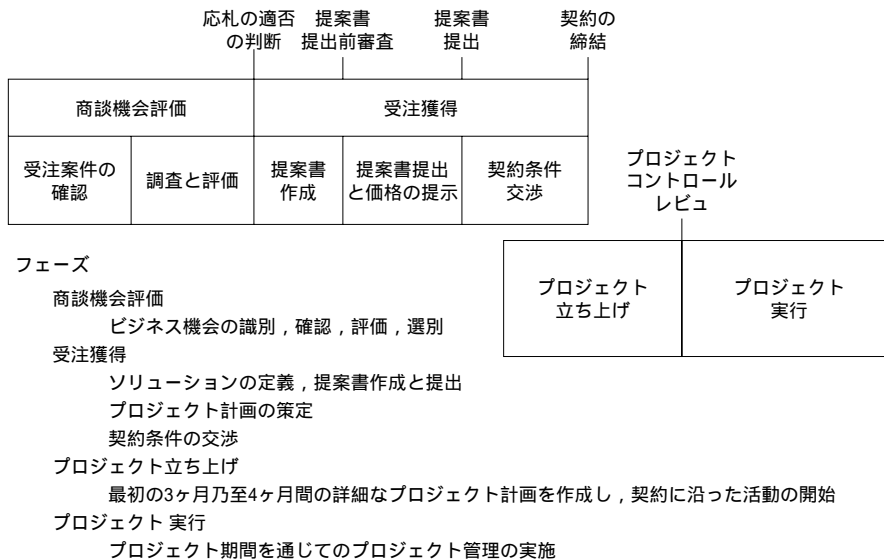 応札の適否
の判断
提案書
提出前審査
提案書
提出
契約の
締結
商談機会評価
受注獲得
受注案件の
確認
調査と評価
提案書
作成
提案書提出
と価格の提示
契約条件
交渉
プロジェクト
コントロール
レビュ
プロジェクト
立ち上げ
プロジェクト
実行
フェーズ
商談機会評価
ビジネス機会の識別，確認，評価，選別
受注獲得
ソリューションの定義，提案書作成と提出
プロジェクト計画の策定
契約条件の交渉
プロジェクト立ち上げ
最初の3ヶ月乃至4ヶ月間の詳細なプロジェクト計画を作成し，契約に沿った活動の開始
プロジェクト 実行
プロジェクト期間を通じてのプロジェクト管理の実施